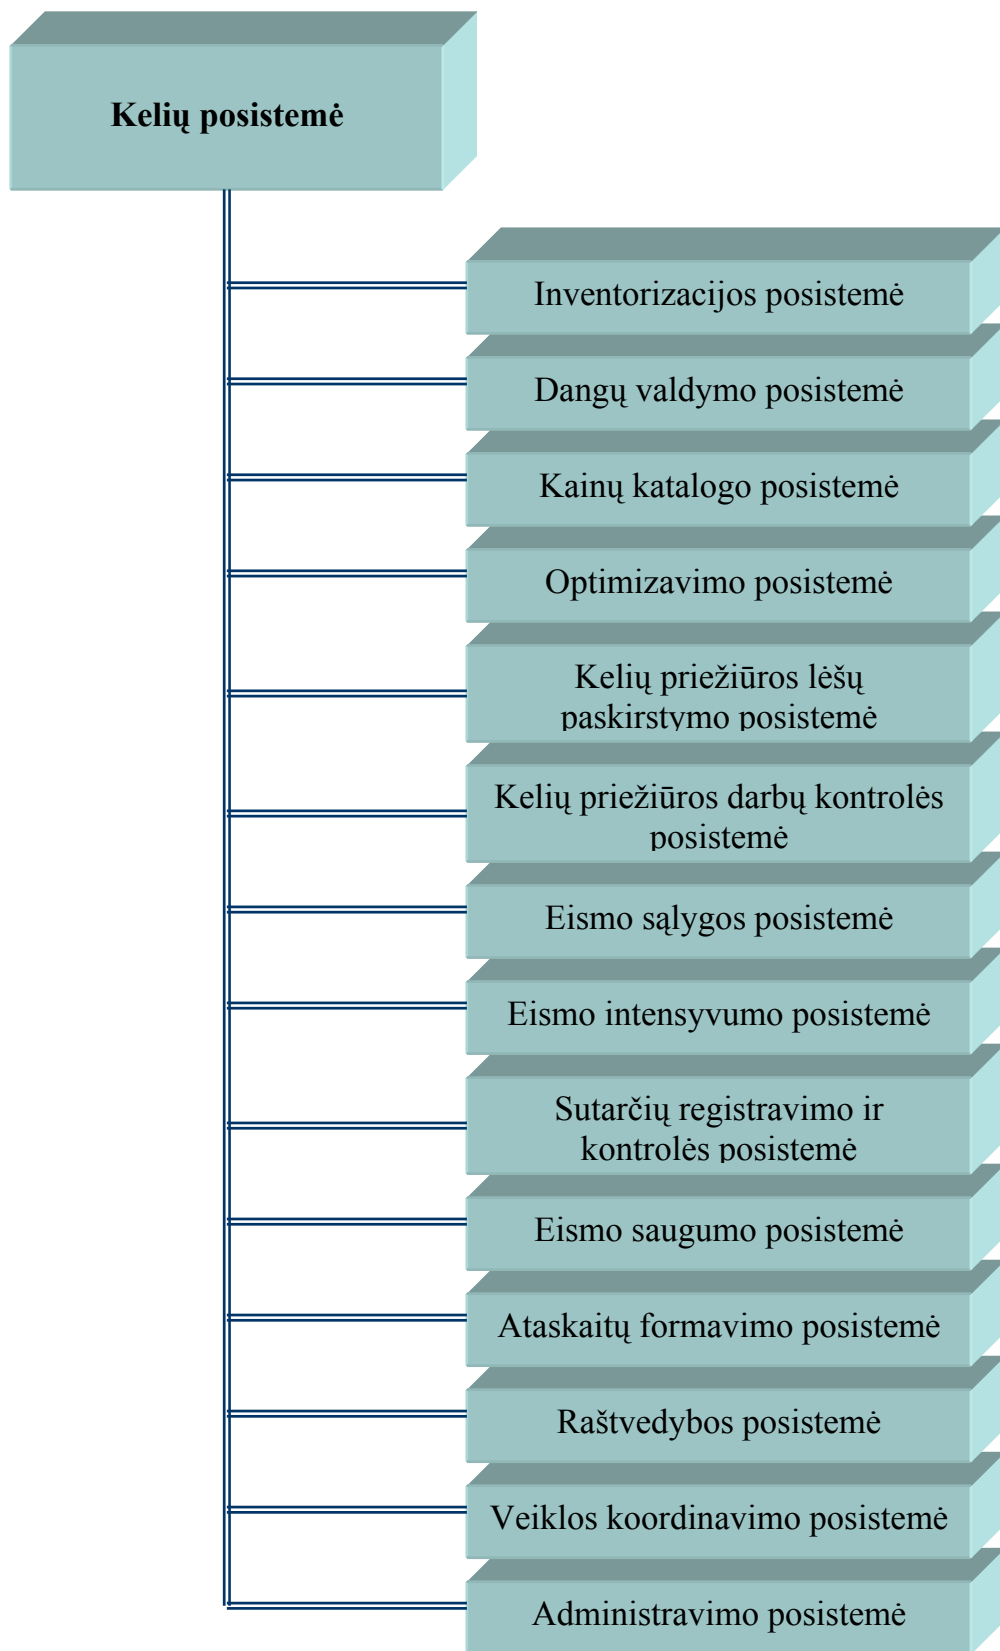 Kelių posistemė
Inventorizacijos posistemė
Dangų valdymo posistemė
Kainų katalogo posistemė
Optimizavimo posistemė
Kelių priežiūros lėšų
paskirstymo posistemė
Kelių priežiūros darbų kontrolės
posistemė
Eismo sąlygos posistemė
Eismo intensyvumo posistemė
Sutarčių registravimo ir
kontrolės posistemė
Eismo saugumo posistemė
Ataskaitų formavimo posistemė
Raštvedybos posistemė
Veiklos koordinavimo posistemė
Administravimo posistemė